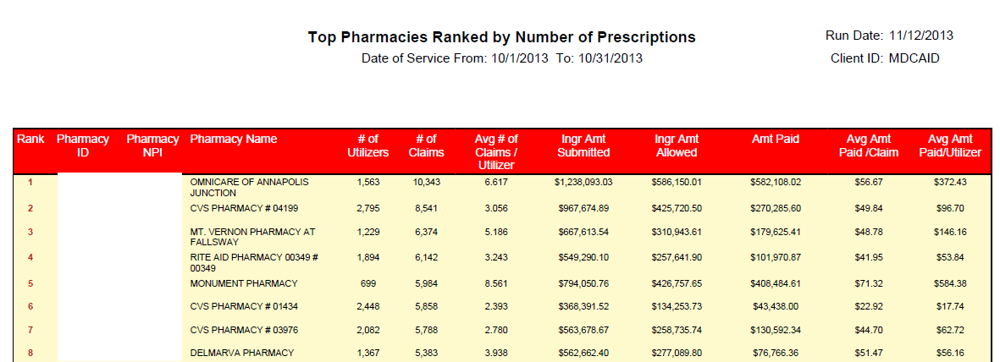 Top Pharmacies Ranked by Number of Prescriptions
Run Date: 11/12/2013
Date of Service From: 10/1/2013 To: 10/31/2013
Client ID: MDCAID
Rank Pharmacy ID Pharmacy NPI Pharmacy Name # of Utilizers # of Claims Avg # of Claims / Utilizer Ingr Amt Submitted Ingr Amt Allowed Amt Paid Avg Amt Paid /Claim Avg Amt Paid/Utilizer
1 OMNICARE OF ANNAPOLIS JUNCTION 1,563 10,343 6.617 $1,238,093.03 $586,150.01 $582,108.02 $56.67 $372.43
2 CVS PHARMACY # 04199 2,795 8,541 3.056 $967,674.89 $425,720.50 $270,285.60 $49.84 $96.70
3 MT. VERNON PHARMACY AT FALLSWAY 1,229 6,374 5.186 $667,613.54 $310,943.61 $179,625.41 $48.78 $146.16
4 RITE AID PHARMACY 00349 # 00349 1,894 6,142 3.243 $549,290.10 $257,641.90 $101,970.87 $41.95 $53.84
5 MONUMENT PHARMACY 699 5,984 8.561 $794,050.76 $426,757.65 $408,484.61 $71.32 $584.38
6 CVS PHARMACY # 01434 2,448 5,858 2.393 $368,391.52 $134,253.73 $43,438.00 $22.92 $17.74
7 CVS PHARMACY # 03976 2,082 5,788 2.780 $563,678.67 $258,735.74 $130,592.34 $44.70 $62.72
8 DELMARVA PHARMACY 1,367 5,383 3.938 $562,662.40 $277,089.80 $76,766.36 $51.47 $56.16